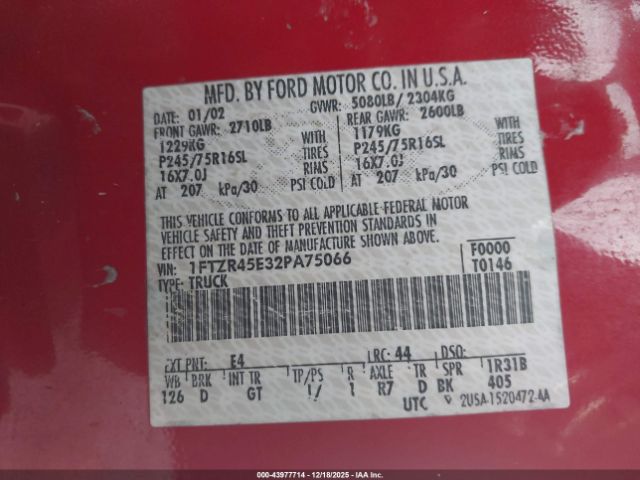 MFD. BY FORD MOTOR CO. IN U.S.A.
DATE: 01/02 GVWR: 5080LB/ 2304KG
FRONT GAWR: 2710LB REAR GAWR: 2600LB
1229KG WITH 1179KG WITH
P245/75R16SL TIRES P245/75R16SL TIRES
16X7.0J RIMS 16X7.0J RIMS
AT 207 kPa/30 PSI COLD AT 207 kPa/30 PSI COLD
THIS VEHICLE CONFORMS TO ALL APPLICABLE FEDERAL MOTOR
VEHICLE SAFETY AND THEFT PREVENTION STANDARDS IN
EFFECT ON THE DATE OF MANUFACTURE SHOWN ABOVE.
VIN: 1FTZR45E32PA75066 F0000
TYPE: TRUCK T0146
EXT PNT: E4 LRC: 44 DSO:
WB BRK INT TR TP/PS R AXLE TR SPR 1R31B
126 D GT 1/ 1 R7 D BK 405
UTC 2USA-1520472-AA
000-43977714 - 12/18/2025 - IAA Inc.